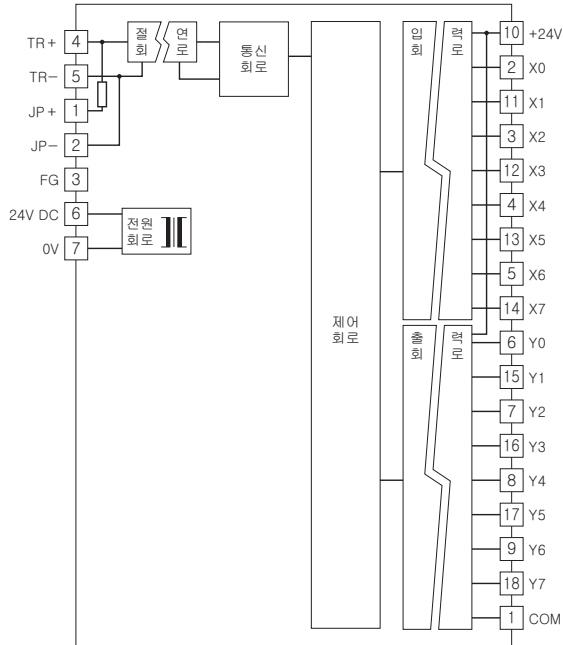 TR+ 4
TR− 5
JP+ 1
JP− 2
FG 3
24V DC 6
0V 7
절연
회로
통신
회로
전원
회로
제어
회로
입력
회로
출력
회로
10 +24V
2 X0
11 X1
3 X2
12 X3
4 X4
13 X5
5 X6
14 X7
6 Y0
15 Y1
7 Y2
16 Y3
8 Y4
17 Y5
9 Y6
18 Y7
1 COM